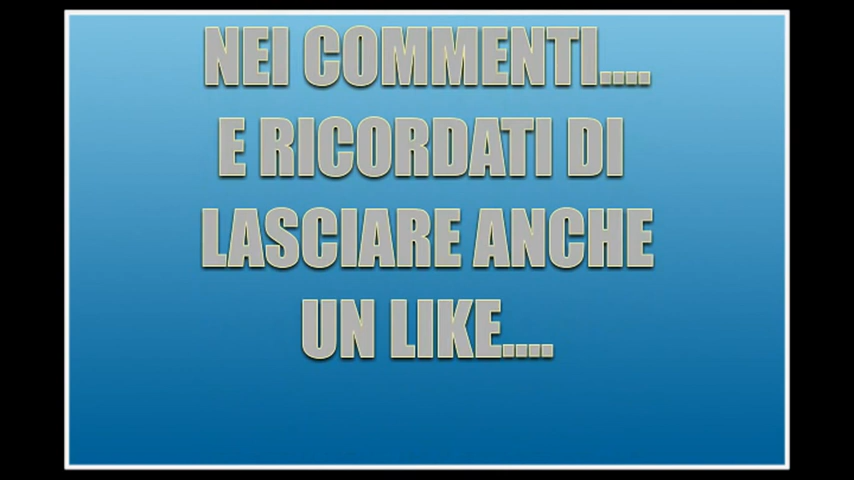 NEI COMMENTI....
E RICORDATI DI
LASCIARE ANCHE
UN LIKE....